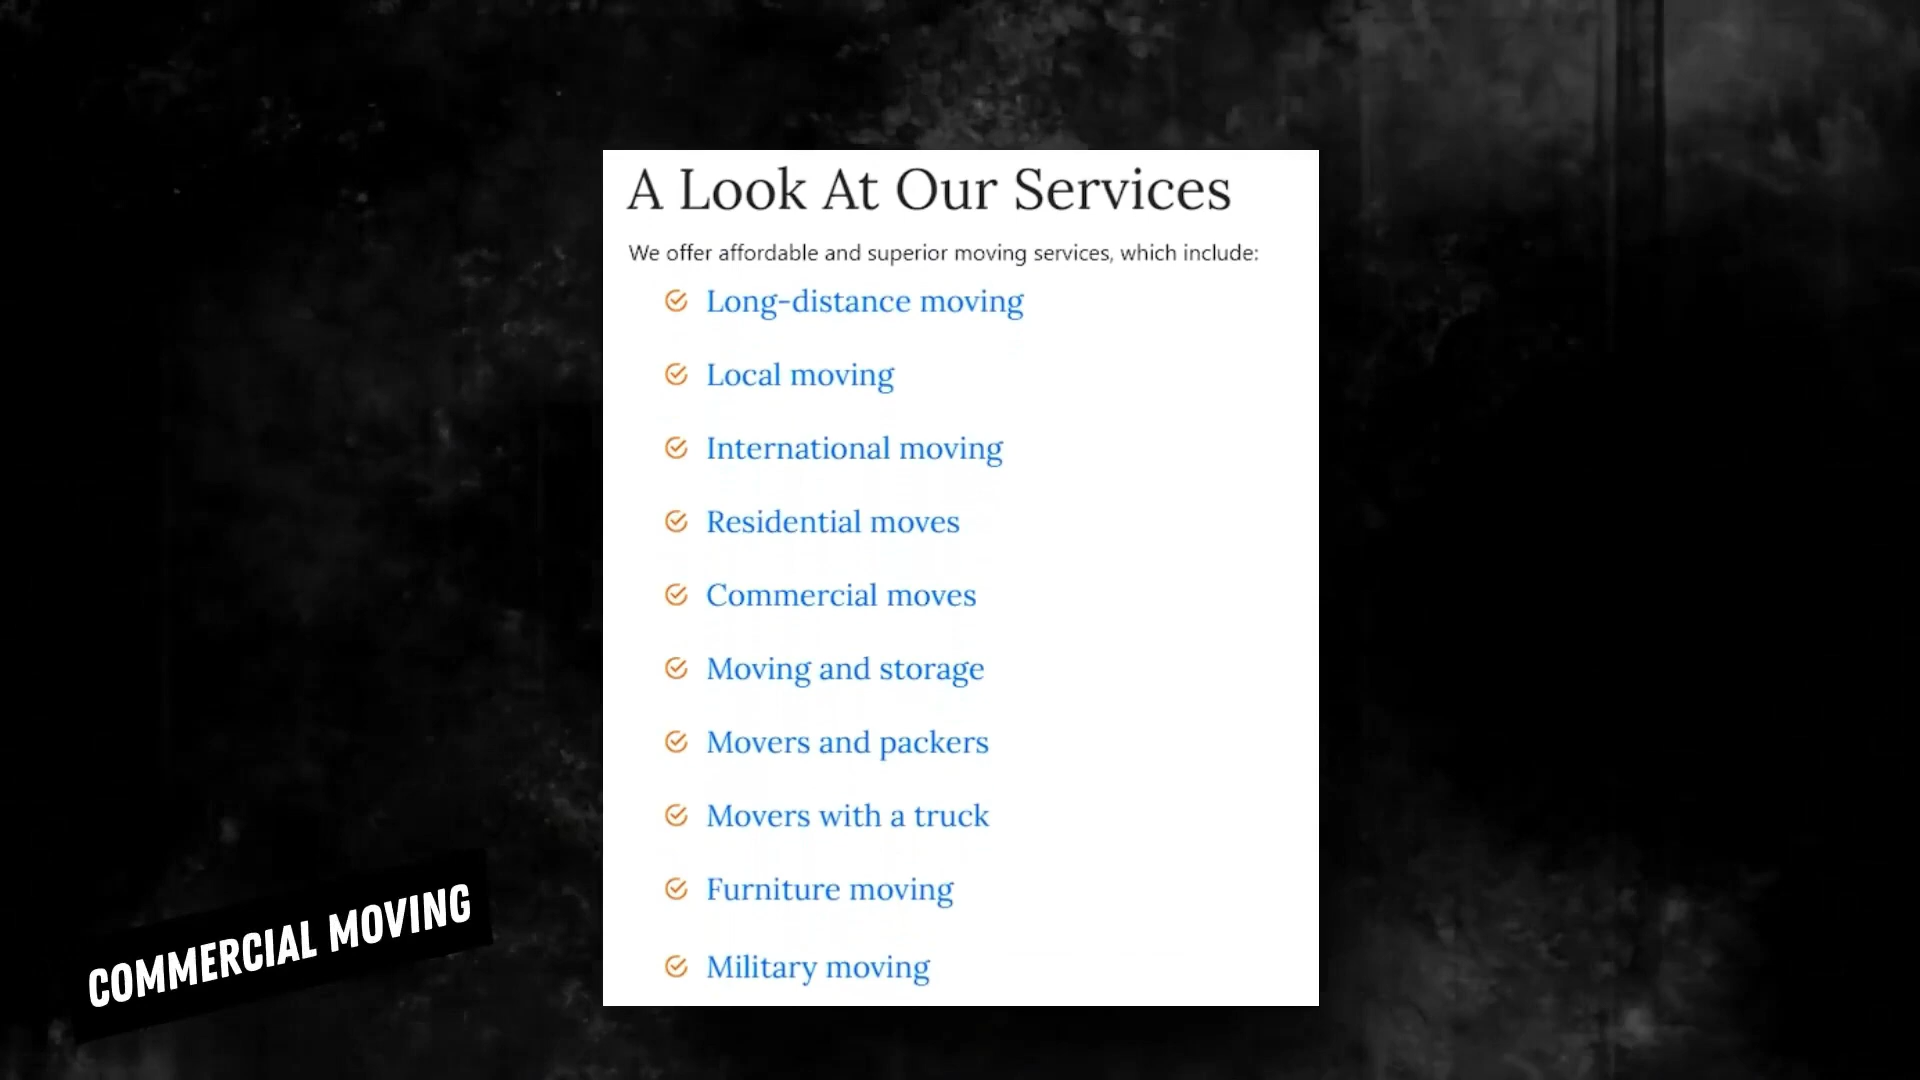 A Look At Our Services
We offer affordable and superior moving services, which include:
Long-distance moving
Local moving
International moving
Residential moves
Commercial moves
Moving and storage
Movers and packers
Movers with a truck
Furniture moving
Military moving
COMMERCIAL MOVING